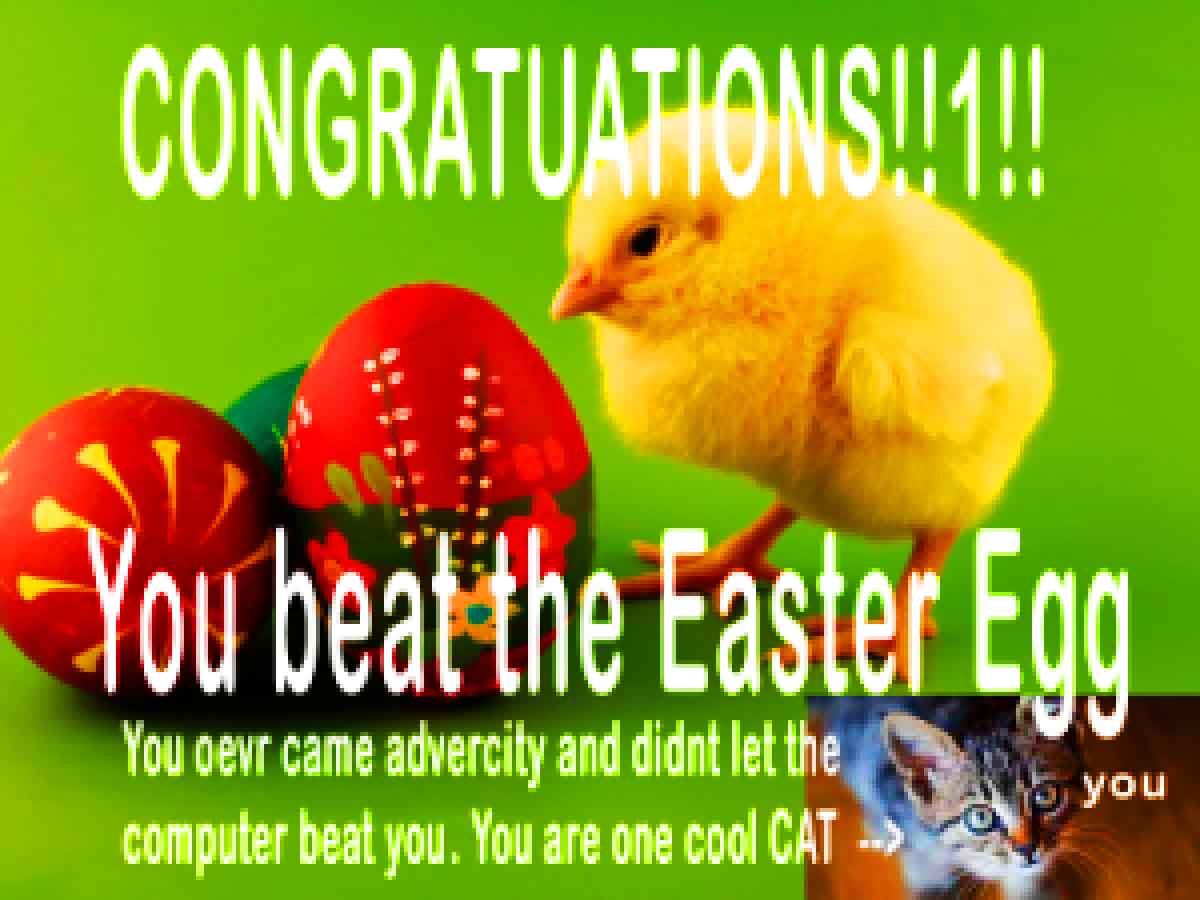 CONGRATUATIONS!!1!!
You beat the Easter Egg
You oevr came advercity and didnt let the
you
computer beat you. You are one cool CAT -->